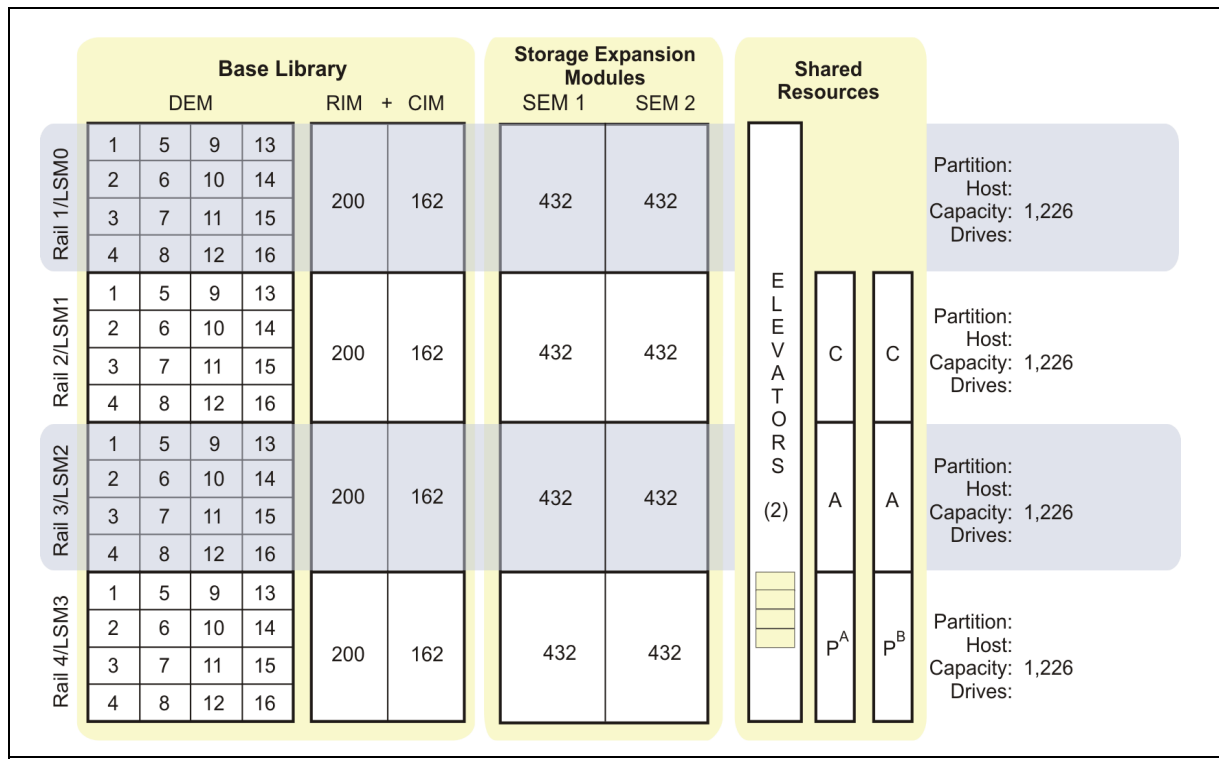 Base Library
Storage Expansion
Modules
Shared
Resources
DEM RIM + CIM SEM 1 SEM 2
Rail 1/LSM0
1 5 9 13
2 6 10 14
3 7 11 15
4 8 12 16
200 162 432 432
Partition:
Host:
Capacity: 1,226
Drives:
Rail 2/LSM1
1 5 9 13
2 6 10 14
3 7 11 15
4 8 12 16
200 162 432 432
C C
Partition:
Host:
Capacity: 1,226
Drives:
Rail 3/LSM2
1 5 9 13
2 6 10 14
3 7 11 15
4 8 12 16
200 162 432 432
A A
Partition:
Host:
Capacity: 1,226
Drives:
Rail 4/LSM3
1 5 9 13
2 6 10 14
3 7 11 15
4 8 12 16
200 162 432 432
P^A P^B
Partition:
Host:
Capacity: 1,226
Drives:
ELEVATORS
(2)